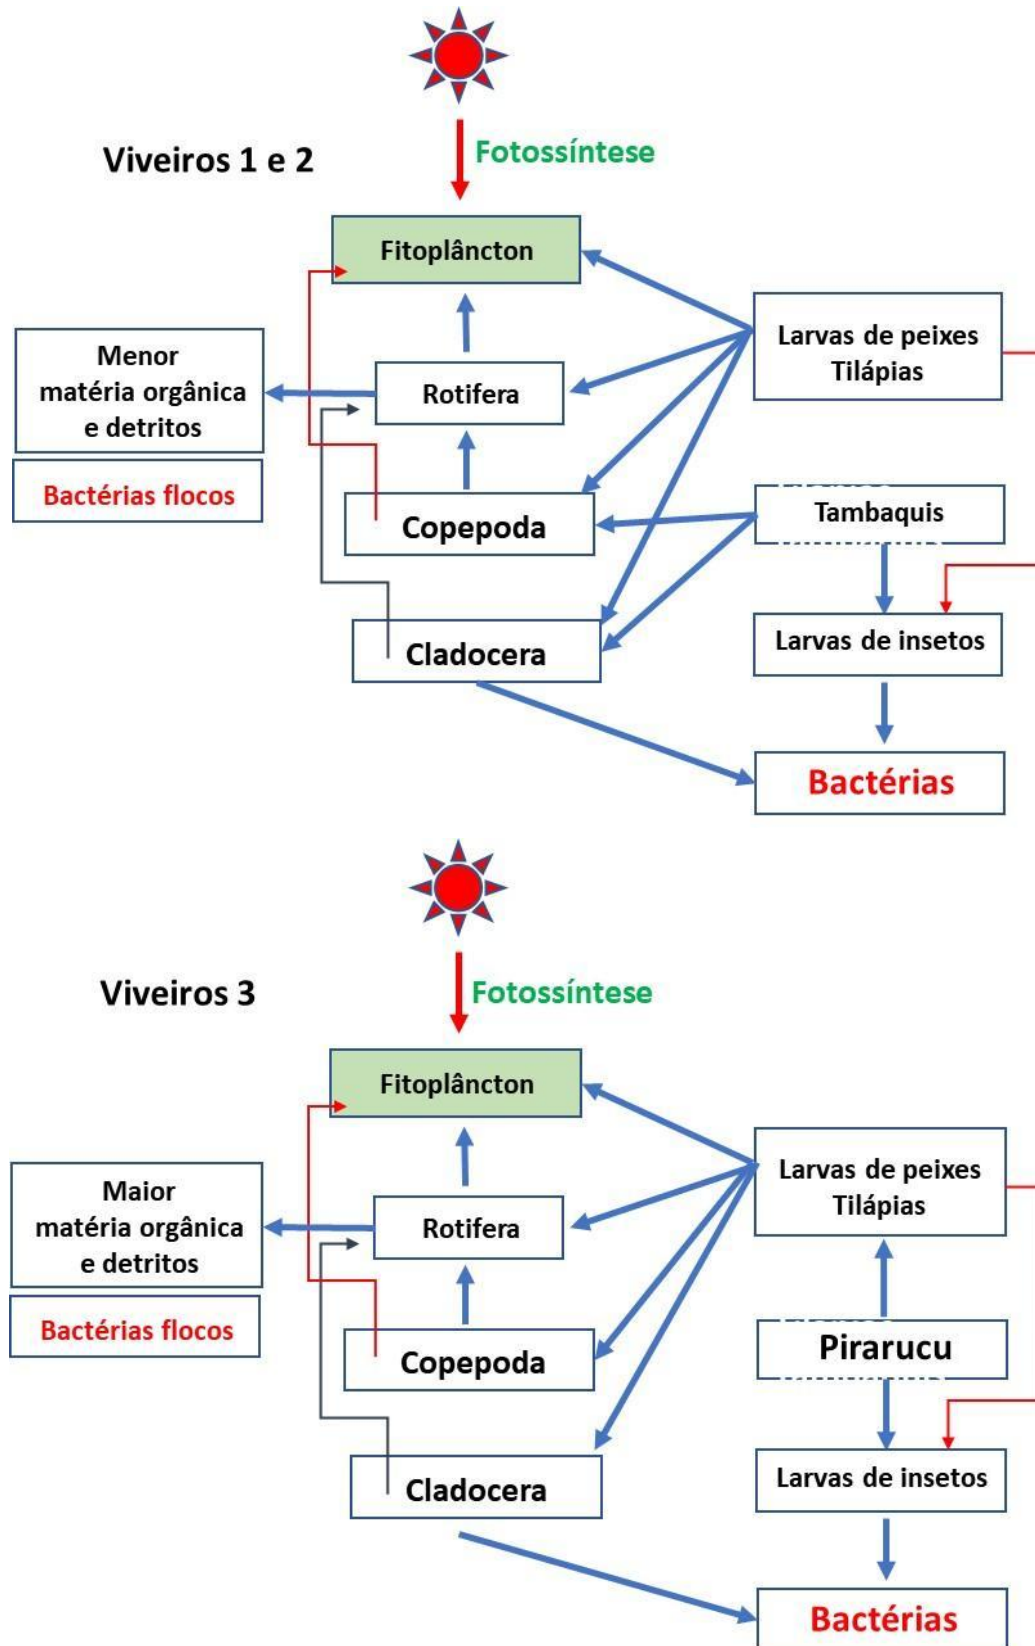 Viveiros 1 e 2
Fotossíntese
Fitoplâncton
Larvas de peixes
Tilápias
Menor
matéria orgânica
e detritos
Rotifera
Bactérias flocos
Copepoda
Tambaquis
Cladocera
Larvas de insetos
Bactérias
Viveiros 3
Fotossíntese
Fitoplâncton
Larvas de peixes
Tilápias
Maior
matéria orgânica
e detritos
Rotifera
Bactérias flocos
Copepoda
Pirarucu
Cladocera
Larvas de insetos
Bactérias